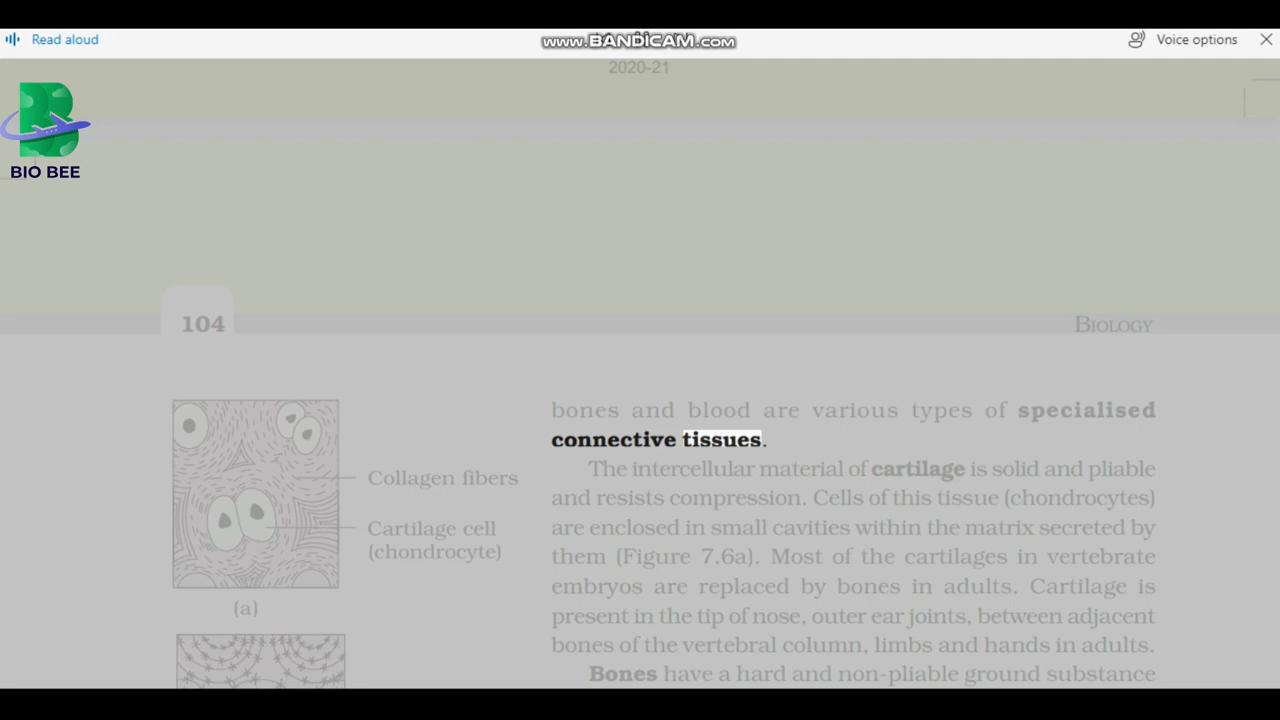 Read aloud
www.BANDICAM.com
Voice options
2020-21
BIO BEE
104
BIOLOGY
bones and blood are various types of specialised
connective tissues.
The intercellular material of cartilage is solid and pliable
and resists compression. Cells of this tissue (chondrocytes)
are enclosed in small cavities within the matrix secreted by
them (Figure 7.6a). Most of the cartilages in vertebrate
embryos are replaced by bones in adults. Cartilage is
present in the tip of nose, outer ear joints, between adjacent
bones of the vertebral column, limbs and hands in adults.
Bones have a hard and non-pliable ground substance
Collagen fibers
Cartilage cell
(chondrocyte)
(a)